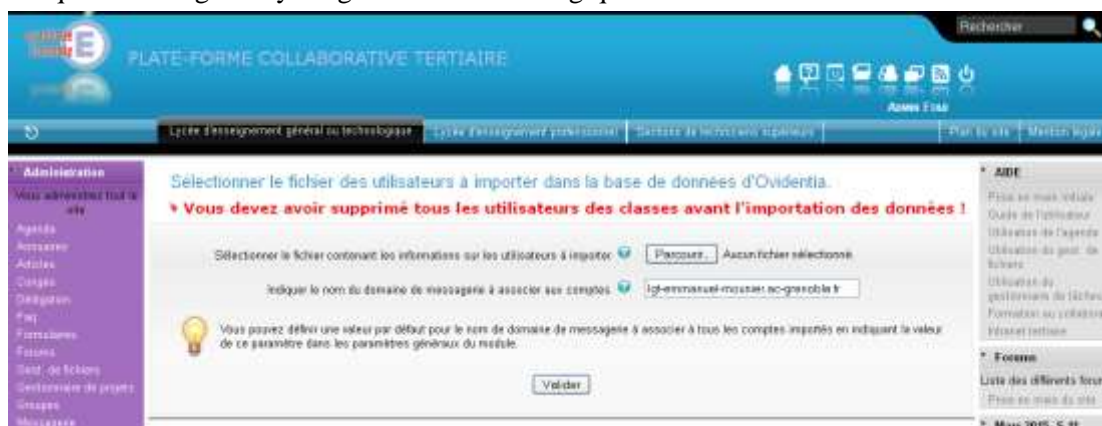 Rechercher
PLATE-FORME COLLABORATIVE TERTIAIRE
Admin
Lycée d'enseignement général ou technologique
Lycée d'enseignement professionnel
Sections de techniciens supérieurs
Plan du site
Mention légale
Administration
Vous administrez tout le
site
Agenda
Annuaires
Articles
Congés
Délégation
Faq
Formulaires
Forums
Gest. de fichiers
Gestionnaire de projets
Groupes
Messagerie
Sélectionner le fichier des utilisateurs à importer dans la base de données d'Ovidentia.
Vous devez avoir supprimé tous les utilisateurs des classes avant l'importation des données !
Sélectionner le fichier contenant les informations sur les utilisateurs à importer
Parcourir... Aucun fichier sélectionné.
Indiquer le nom du domaine de messagerie à associer aux comptes
lgt-emmanuel-mounier.ac-grenoble.fr
Vous pouvez définir une valeur par défaut pour le nom de domaine de messagerie à associer à tous les comptes importés en indiquant la valeur
de ce paramètre dans les paramètres généraux du module.
Valider
AIDE
Prise en main initiale
Guide de l'utilisateur
Utilisation de l'agenda
Utilisation du gest. de
fichiers
Utilisation du
gestionnaire de tâches
Formation au collabora
Intranet tertiaire
Forums
Liste des différents forum
Prise en main du site